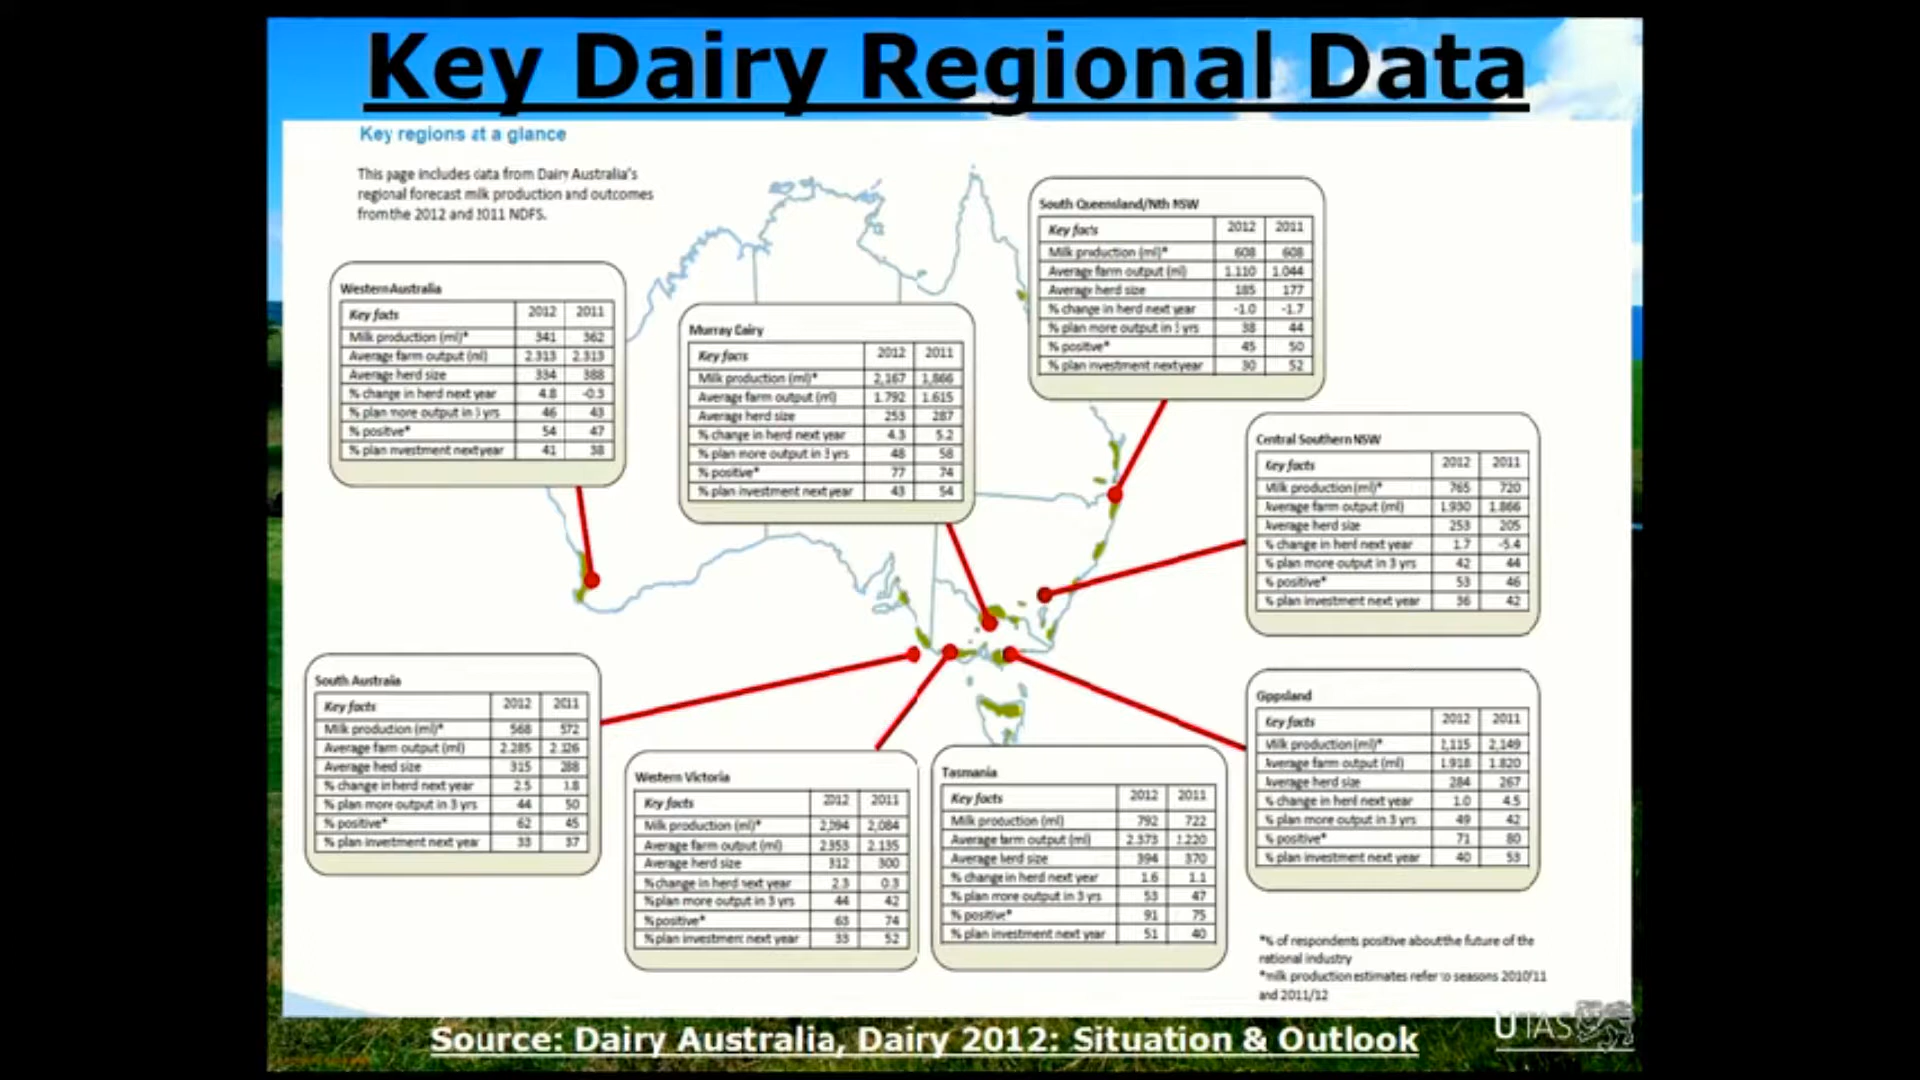 Key Dairy Regional Data
Key regions at a glance
This page includes data from Dairy Australia's
regional forecast milk production and outcomes
from the 2012 and 2011 NDFS.
South Queensland/Nth NSW
Key facts 2012 2011
Milk production (ml)* 608 608
Average farm output (ml) 1.110 1.044
Average herd size 185 177
% change in herd next year -1.0 -1.7
% plan more output in 3 yrs 38 44
% positive* 45 50
% plan investment next year 30 52
Western Australia
Key facts 2012 2011
Milk production (ml)* 341 362
Average farm output (ml) 2.313 2.313
Average herd size 334 388
% change in herd next year 4.8 -0.3
% plan more output in 3 yrs 46 43
% positive* 54 47
% plan investment next year 41 38
Murray Dairy
Key facts 2012 2011
Milk production (ml)* 2,167 1,866
Average farm output (ml) 1.792 1.615
Average herd size 253 287
% change in herd next year 4.3 5.2
% plan more output in 3 yrs 48 58
% positive* 77 74
% plan investment next year 43 54
Central Southern NSW
Key facts 2012 2011
Milk production (ml)* 765 720
Average farm output (ml) 1.930 1.866
Average herd size 253 205
% change in herd next year 1.7 -5.4
% plan more output in 3 yrs 42 44
% positive* 53 46
% plan investment next year 36 42
South Australia
Key facts 2012 2011
Milk production (ml)* 568 572
Average farm output (ml) 2.285
Average herd size 315 288
% change in herd next year 2.5
% plan more output in 3 yrs 44 50
% positive* 62 45
% plan investment next year 33 37
Gippsland
Key facts 2012 2011
Milk production (ml)* 2,149
Average farm output (ml) 1.918 1.820
Average herd size 284 267
% change in herd next year 1.0 4.5
% plan more output in 3 yrs 49 42
% positive* 71 80
% plan investment next year 40 53
Western Victoria
Key facts 2012 2011
Milk production (ml)* 2,084
Average farm output (ml) 2.353 2.135
Average herd size 312 300
% change in herd next year 2.3 0.3
% plan more output in 3 yrs 44 42
% positive* 63 74
% plan investment next year 33 52
Tasmania
Key facts 2012 2011
Milk production (ml) 792 722
Average farm output (ml) 2.373
Average herd size 394 370
% change in herd next year 1.6 1.1
% plan more output in 3 yrs 53 47
% positive* 91 75
% plan investment next year 51 40
*% of respondents positive about the future of the
national industry
*milk production estimates refer to seasons 2010/11
and 2011/12
Source: Dairy Australia, Dairy 2012: Situation & Outlook
UTAS